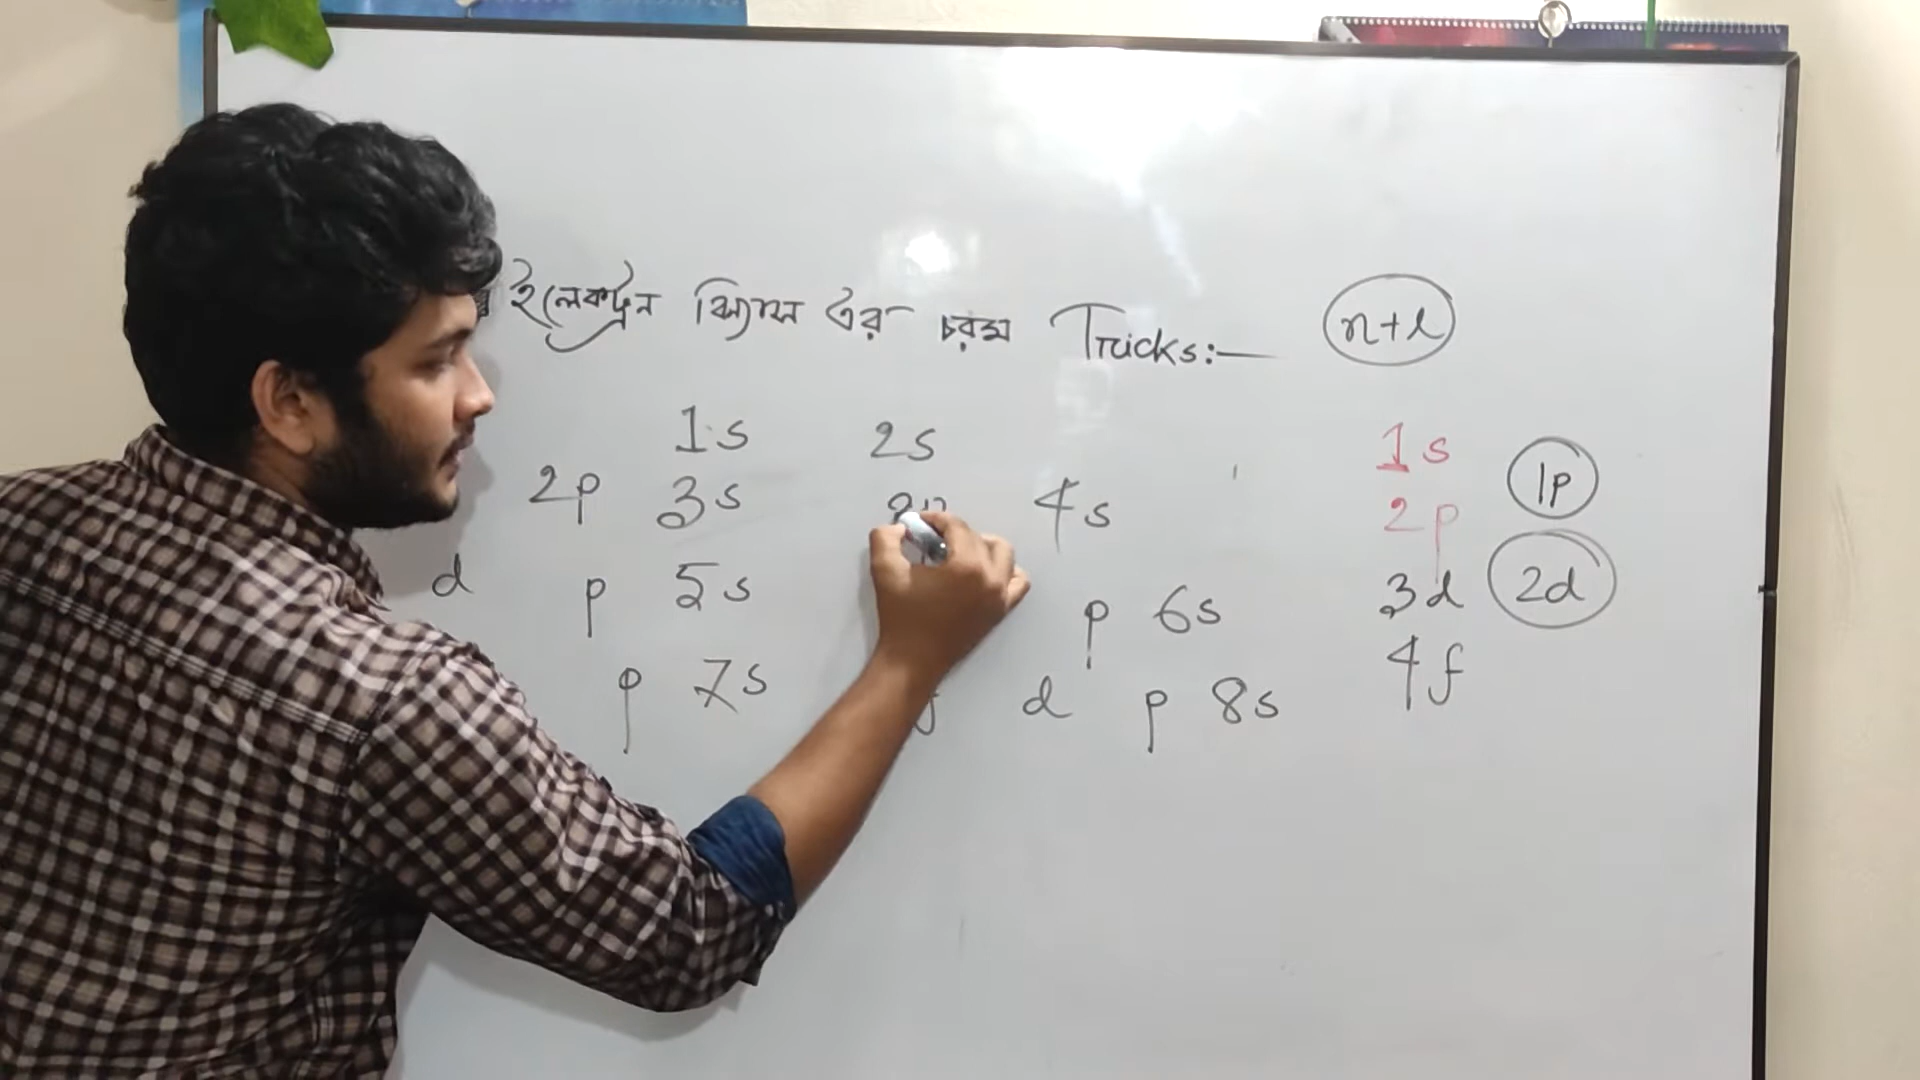 ইলেকট্রন বিন্যাস এর চরম Tricks:— n+l
1s 2s 1s 1p
2p 3s 4s 2p
d p 5s p 6s 3d 2d
p 7s d p 8s 4f